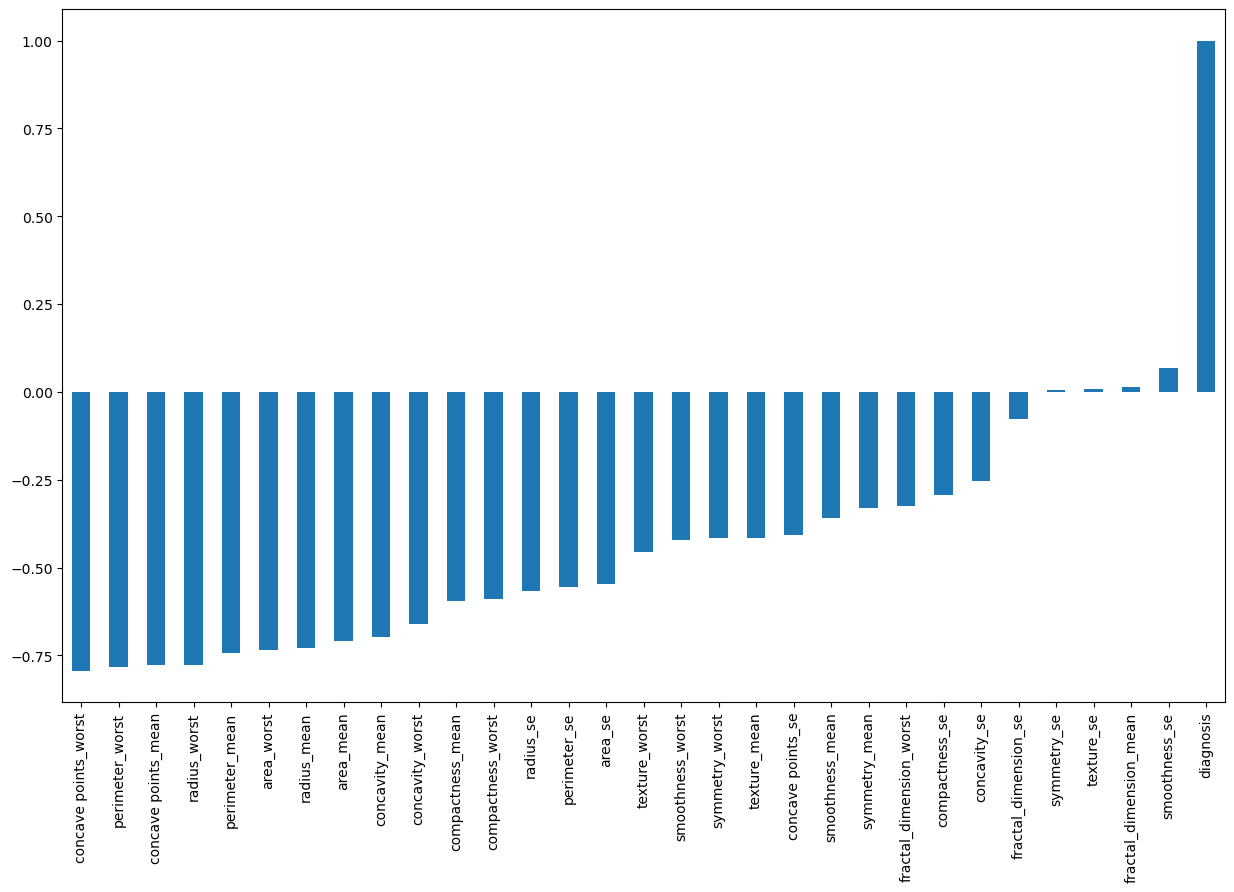 1.00
0.75
0.50
0.25
0.00
−0.25
−0.50
−0.75
concave points_worst
perimeter_worst
concave points_mean
radius_worst
perimeter_mean
area_worst
radius_mean
area_mean
concavity_mean
concavity_worst
compactness_mean
compactness_worst
radius_se
perimeter_se
area_se
texture_worst
smoothness_worst
symmetry_worst
texture_mean
concave points_se
smoothness_mean
symmetry_mean
fractal_dimension_worst
compactness_se
concavity_se
fractal_dimension_se
symmetry_se
texture_se
fractal_dimension_mean
smoothness_se
diagnosis